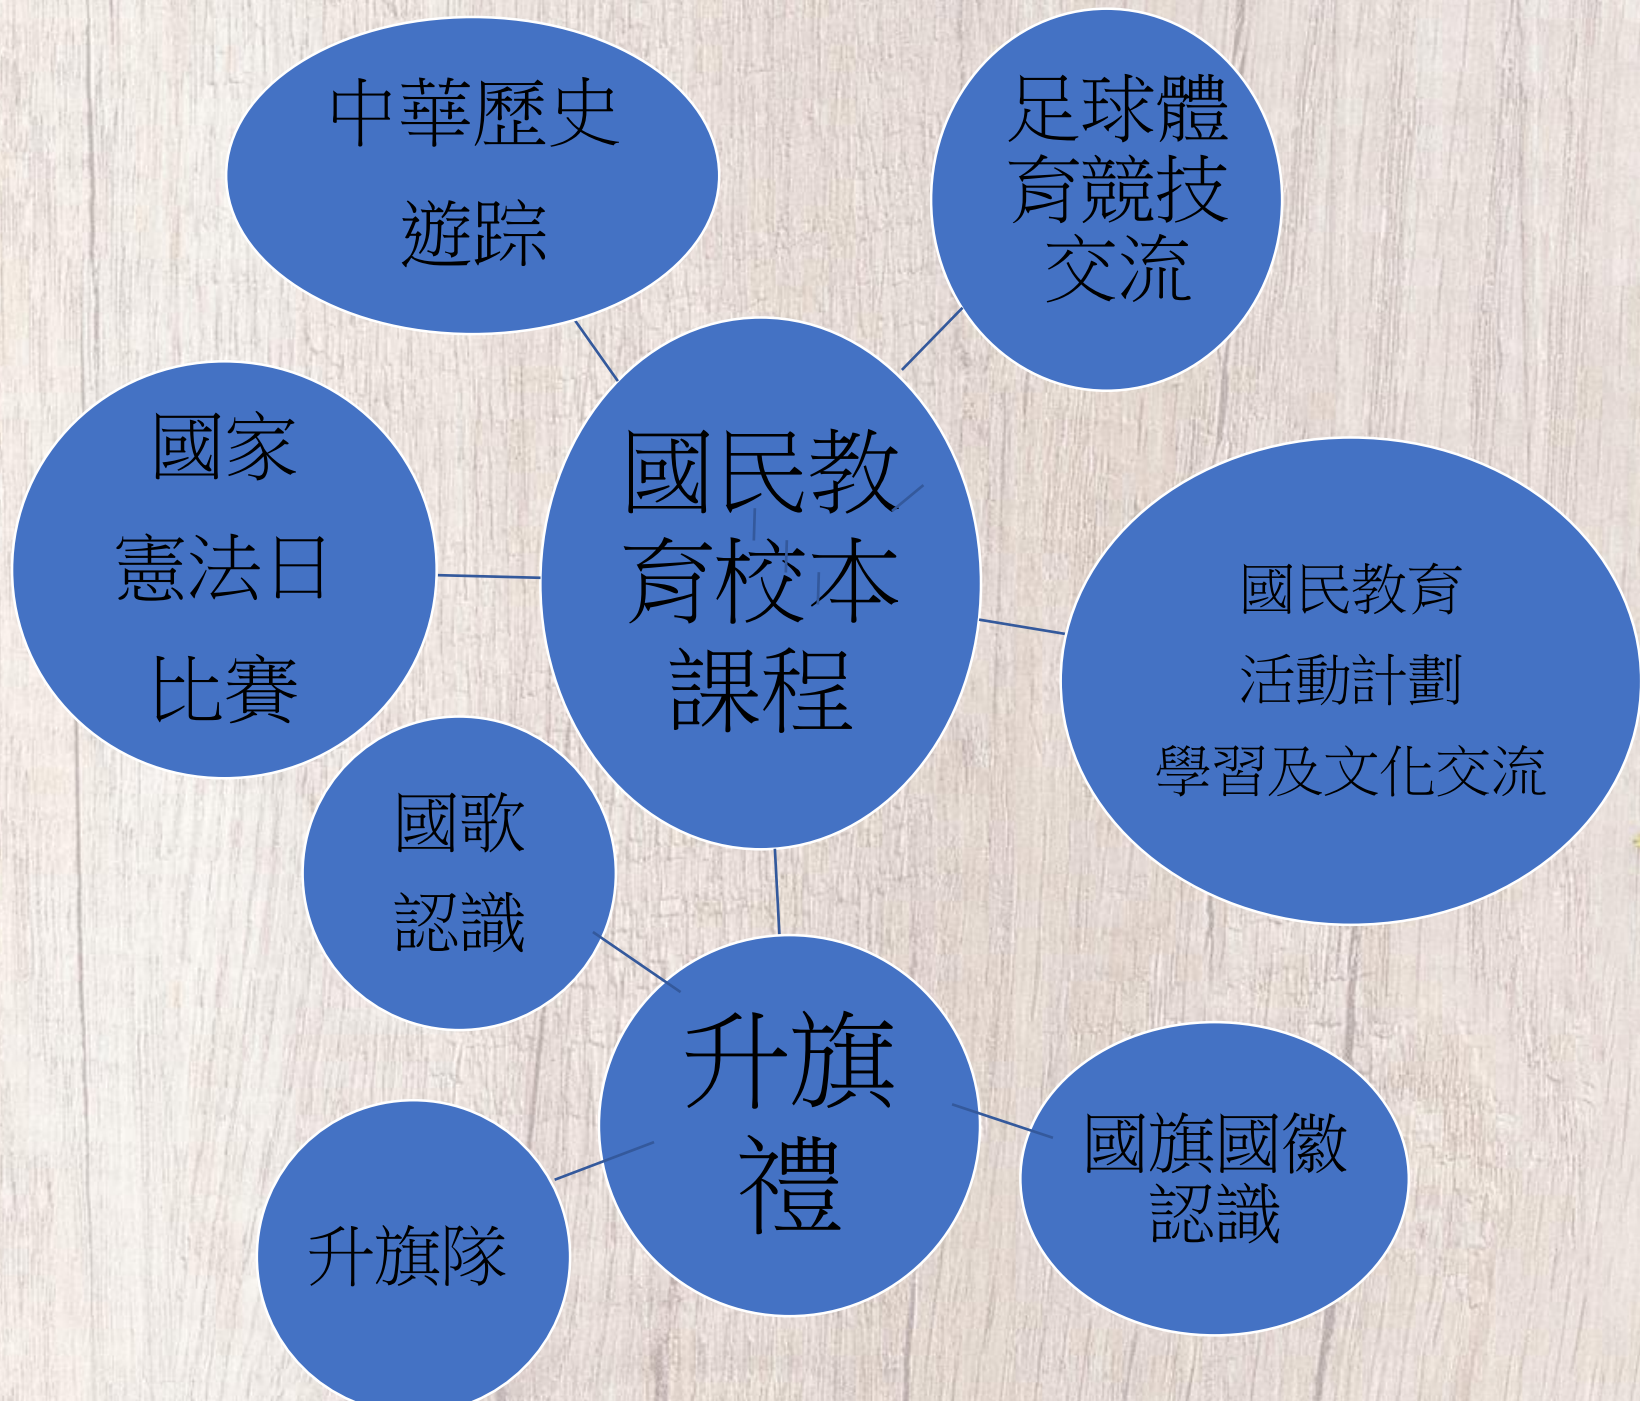 中華歷史
遊踪
足球體
育競技
交流
國家
憲法日
比賽
國民教
育校本
課程
國民教育
活動計劃
學習及文化交流
國歌
認識
升旗
禮
國旗國徽
認識
升旗隊